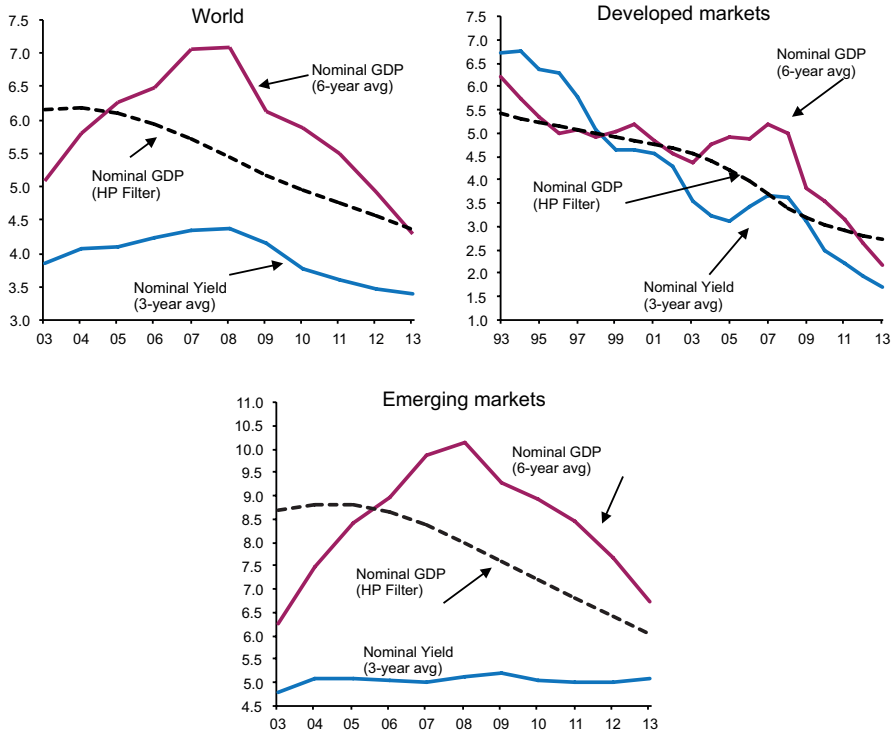 World
7.5
7.0
6.5
6.0
5.5
5.0
4.5
4.0
3.5
3.0
Nominal GDP
(6-year avg)
Nominal GDP
(HP Filter)
Nominal Yield
(3-year avg)
03 04 05 06 07 08 09 10 11 12 13
Developed markets
7.5
7.0
6.5
6.0
5.5
5.0
4.5
4.0
3.5
3.0
2.5
2.0
1.5
1.0
Nominal GDP
(6-year avg)
Nominal GDP
(HP Filter)
Nominal Yield
(3-year avg)
93 95 97 99 01 03 05 07 09 11 13
Emerging markets
11.0
10.5
10.0
9.5
9.0
8.5
8.0
7.5
7.0
6.5
6.0
5.5
5.0
4.5
Nominal GDP
(6-year avg)
Nominal GDP
(HP Filter)
Nominal Yield
(3-year avg)
03 04 05 06 07 08 09 10 11 12 13